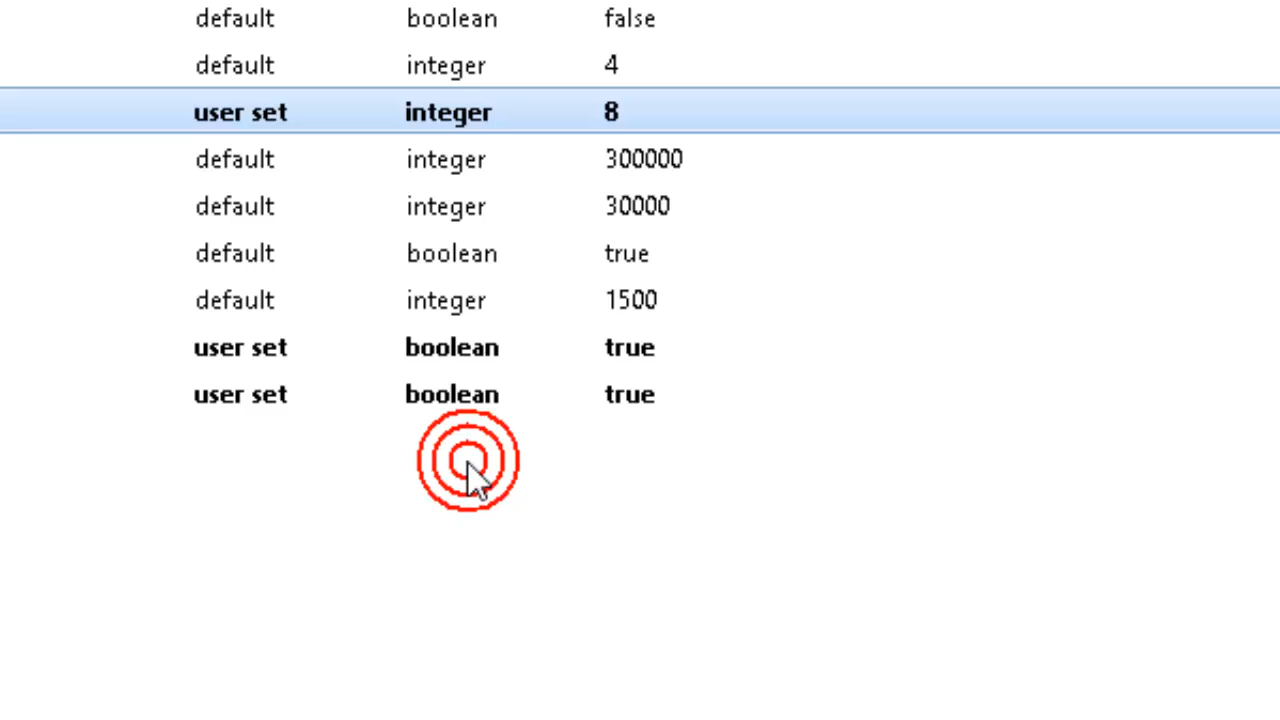 default boolean false
default integer 4
user set integer 8
default integer 300000
default integer 30000
default boolean true
default integer 1500
user set boolean true
user set boolean true